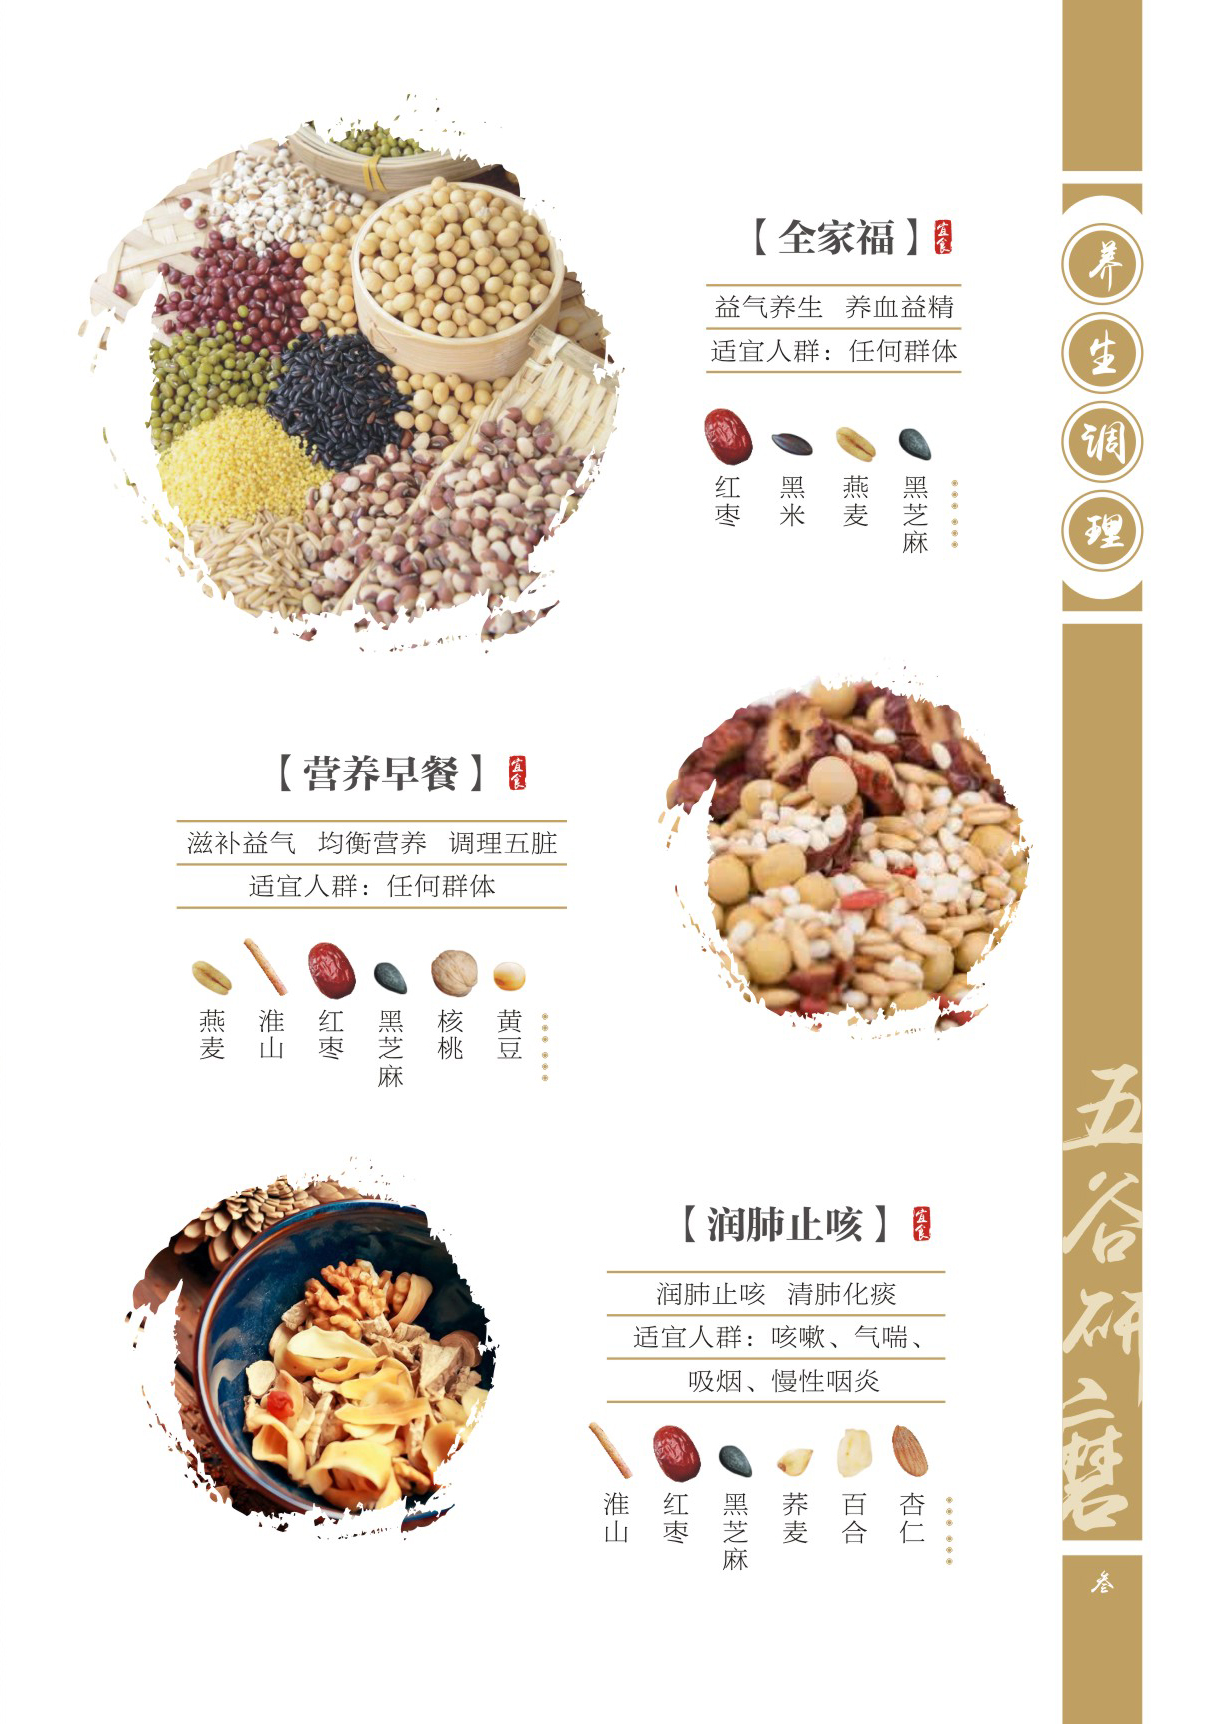 【全家福】宜食
益气养生 养血益精
适宜人群：任何群体
红枣 黑米 燕麦 黑芝麻
【营养早餐】宜食
滋补益气 均衡营养 调理五脏
适宜人群：任何群体
燕麦 淮山 红枣 黑芝麻 核桃 黄豆
【润肺止咳】宜食
润肺止咳 清肺化痰
适宜人群：咳嗽、气喘、
吸烟、慢性咽炎
淮山 红枣 黑芝麻 荞麦 百合 杏仁
养生调理
五谷研磨
叁